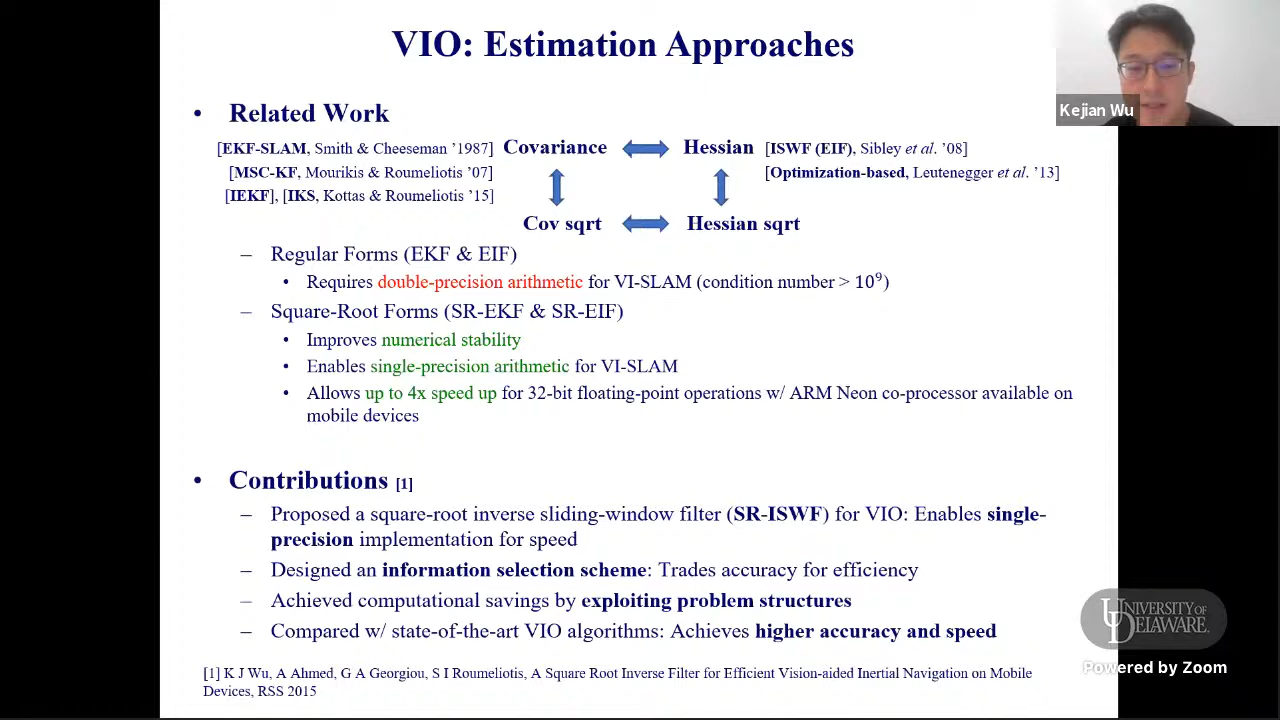 VIO: Estimation Approaches
Kejian Wu
• Related Work
[EKF-SLAM, Smith & Cheeseman ’1987] Covariance Hessian [ISWF (EIF), Sibley et al. ’08]
[MSC-KF, Mourikis & Roumeliotis ’07] [Optimization-based, Leutenegger et al. ’13]
[IEKF], [IKS, Kottas & Roumeliotis ’15]
Cov sqrt Hessian sqrt
– Regular Forms (EKF & EIF)
• Requires double-precision arithmetic for VI-SLAM (condition number > 10⁹)
– Square-Root Forms (SR-EKF & SR-EIF)
• Improves numerical stability
• Enables single-precision arithmetic for VI-SLAM
• Allows up to 4x speed up for 32-bit floating-point operations w/ ARM Neon co-processor available on
mobile devices
• Contributions [1]
– Proposed a square-root inverse sliding-window filter (SR-ISWF) for VIO: Enables single-
precision implementation for speed
– Designed an information selection scheme: Trades accuracy for efficiency
– Achieved computational savings by exploiting problem structures
– Compared w/ state-of-the-art VIO algorithms: Achieves higher accuracy and speed
[1] K J Wu, A Ahmed, G A Georgiou, S I Roumeliotis, A Square Root Inverse Filter for Efficient Vision-aided Inertial Navigation on Mobile
Devices, RSS 2015
UNIVERSITY OF
DELAWARE.
Powered by Zoom